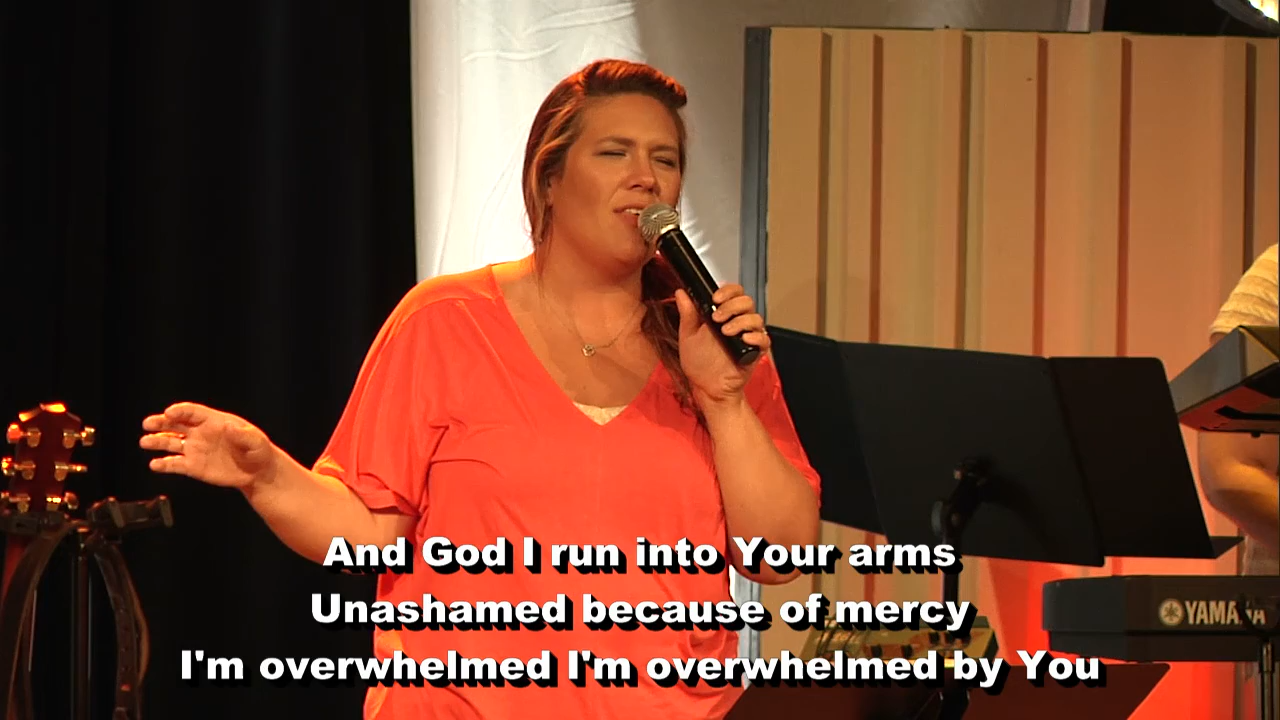 And God I run into Your arms
Unashamed because of mercy
I'm overwhelmed I'm overwhelmed by You
YAMAHA